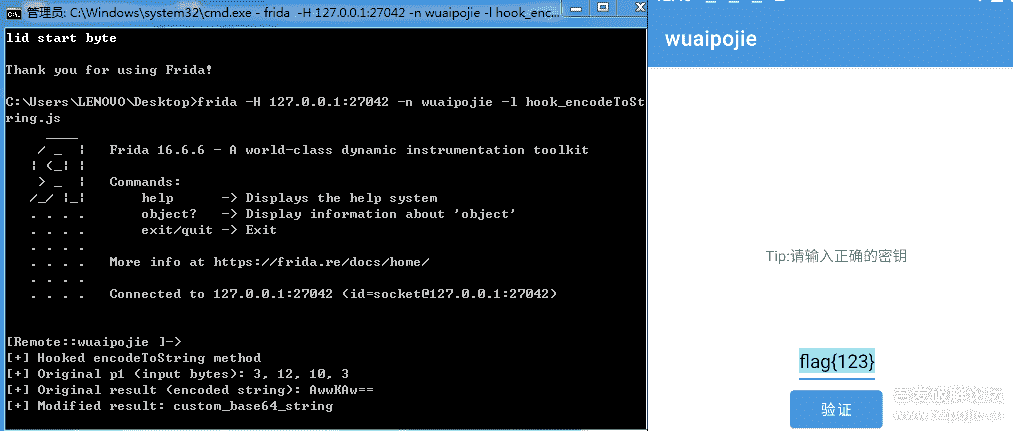 管理员: C:\Windows\system32\cmd.exe - frida -H 127.0.0.1:27042 -n wuaipojie -l hook_enc...
lid start byte
Thank you for using Frida!
C:\Users\LENOVO\Desktop>frida -H 127.0.0.1:27042 -n wuaipojie -l hook_encodeToSt
ring.js
____
/ _ | Frida 16.6.6 - A world-class dynamic instrumentation toolkit
| (_| |
> _ | Commands:
/_/ |_| help -> Displays the help system
. . . . object? -> Display information about 'object'
. . . . exit/quit -> Exit
. . . .
. . . . More info at https://frida.re/docs/home/
. . . .
. . . . Connected to 127.0.0.1:27042 (id=socket@127.0.0.1:27042)
[Remote::wuaipojie ]->
[+] Hooked encodeToString method
[+] Original p1 (input bytes): 3, 12, 10, 3
[+] Original result (encoded string): AwwKAw==
[+] Modified result: custom_base64_string
wuaipojie
Tip:请输入正确的密钥
flag{123}
验证
吾爱破解论坛
www.52pojie.cn